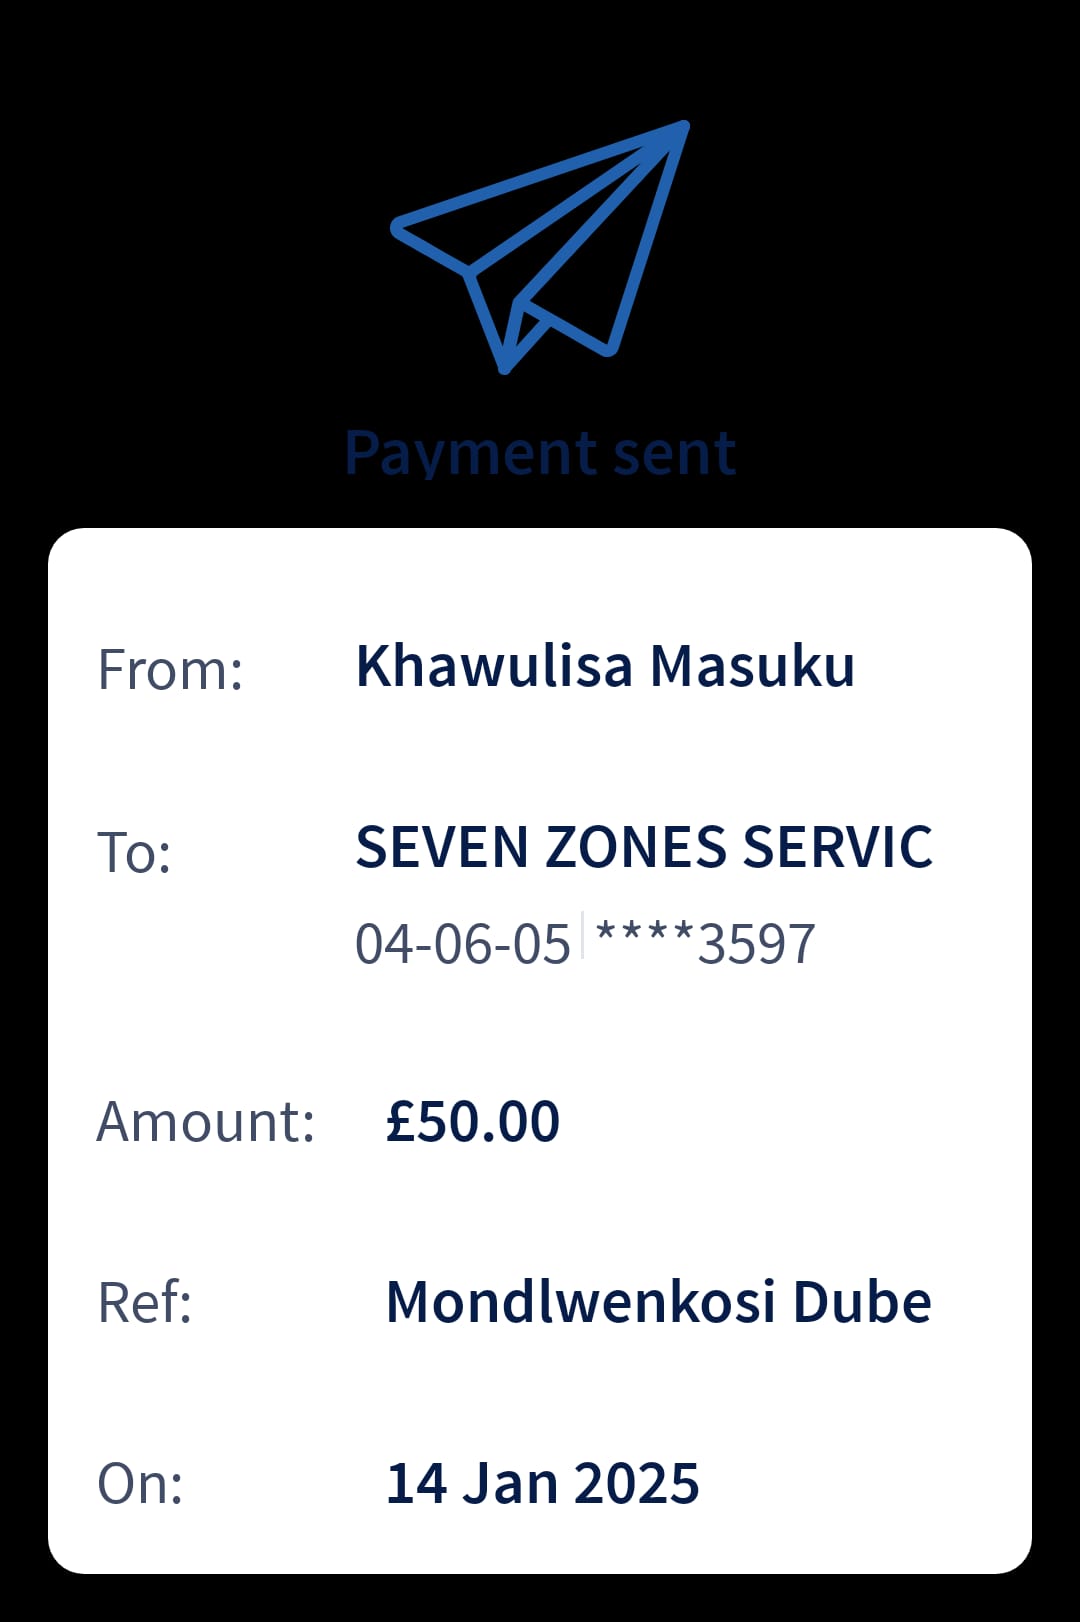 Payment sent
From: Khawulisa Masuku
To: SEVEN ZONES SERVIC
04-06-05 ****3597
Amount: £50.00
Ref: Mondlwenkosi Dube
On: 14 Jan 2025